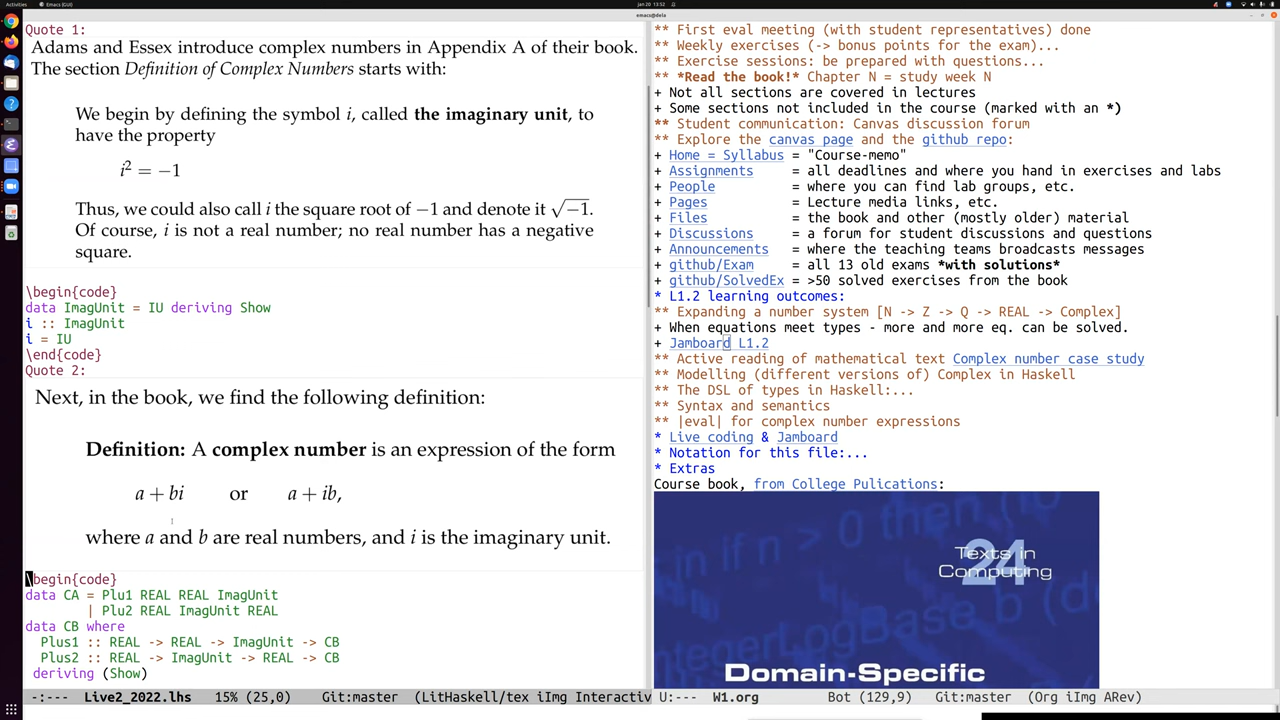 Activities
Emacs (GUI)
Jan 20 13:52
emacs@dela
Quote 1:
Adams and Essex introduce complex numbers in Appendix A of their book.
The section Definition of Complex Numbers starts with:
We begin by defining the symbol i, called the imaginary unit, to
have the property
i² = −1
Thus, we could also call i the square root of −1 and denote it √−1.
Of course, i is not a real number; no real number has a negative
square.
\begin{code}
data ImagUnit = IU deriving Show
i :: ImagUnit
i = IU
\end{code}
Quote 2:
Next, in the book, we find the following definition:
Definition: A complex number is an expression of the form
a + bi or a + ib,
where a and b are real numbers, and i is the imaginary unit.
\begin{code}
data CA = Plu1 REAL REAL ImagUnit
| Plu2 REAL ImagUnit REAL
data CB where
Plus1 :: REAL -> REAL -> ImagUnit -> CB
Plus2 :: REAL -> ImagUnit -> REAL -> CB
deriving (Show)
-:--- Live2_2022.lhs 15% (25,0) Git:master (LitHaskell/tex iImg Interactiv
** First eval meeting (with student representatives) done
** Weekly exercises (-> bonus points for the exam)...
** Exercise sessions: be prepared with questions...
** *Read the book!* Chapter N = study week N
+ Not all sections are covered in lectures
+ Some sections not included in the course (marked with an *)
** Student communication: Canvas discussion forum
** Explore the canvas page and the github repo:
+ Home = Syllabus = "Course-memo"
+ Assignments = all deadlines and where you hand in exercises and labs
+ People = where you can find lab groups, etc.
+ Pages = Lecture media links, etc.
+ Files = the book and other (mostly older) material
+ Discussions = a forum for student discussions and questions
+ Announcements = where the teaching teams broadcasts messages
+ github/Exam = all 13 old exams *with solutions*
+ github/SolvedEx = >50 solved exercises from the book
* L1.2 learning outcomes:
** Expanding a number system [N -> Z -> Q -> REAL -> Complex]
+ When equations meet types - more and more eq. can be solved.
+ Jamboard L1.2
** Active reading of mathematical text Complex number case study
** Modelling (different versions of) Complex in Haskell
** The DSL of types in Haskell:...
** Syntax and semantics
** |eval| for complex number expressions
* Live coding & Jamboard
* Notation for this file:...
* Extras
Course book, from College Pulications:
Texts in
24
Computing
Domain-Specific
U:--- W1.org Bot (129,9) Git:master (Org iImg ARev)